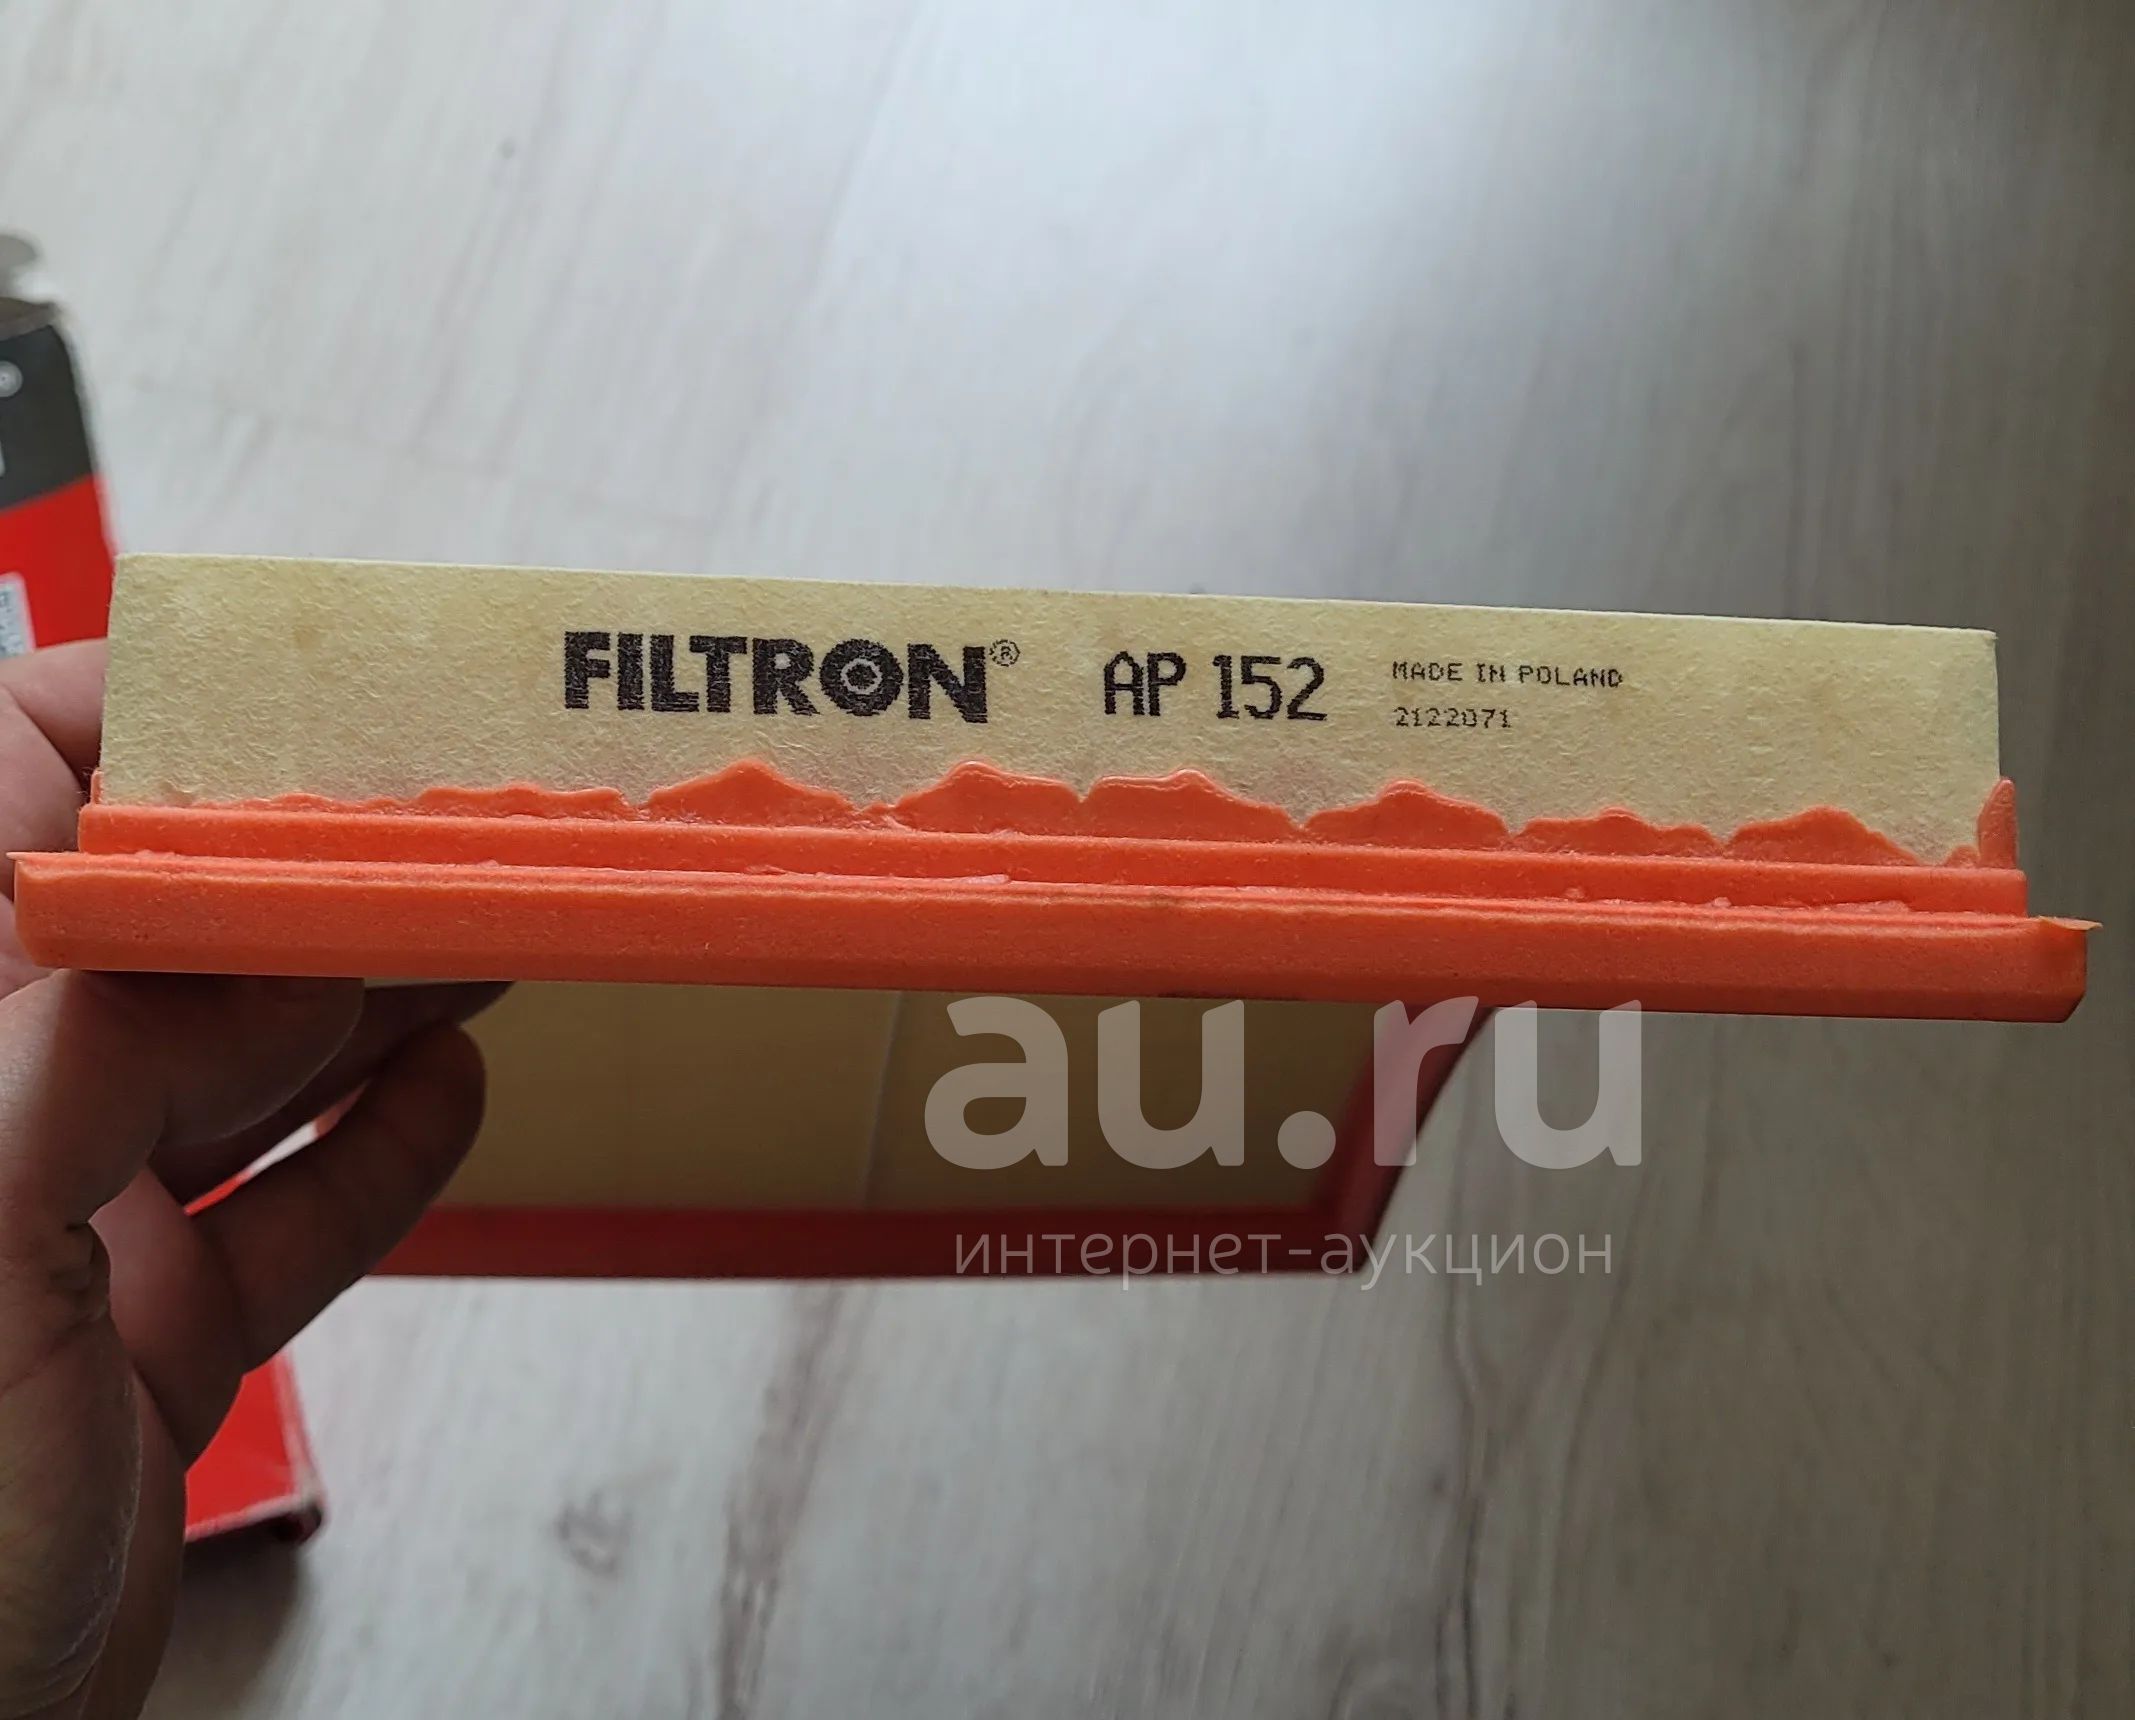 FILTRON® AP 152 MADE IN POLAND
2122071
au.ru
интернет-аукцион